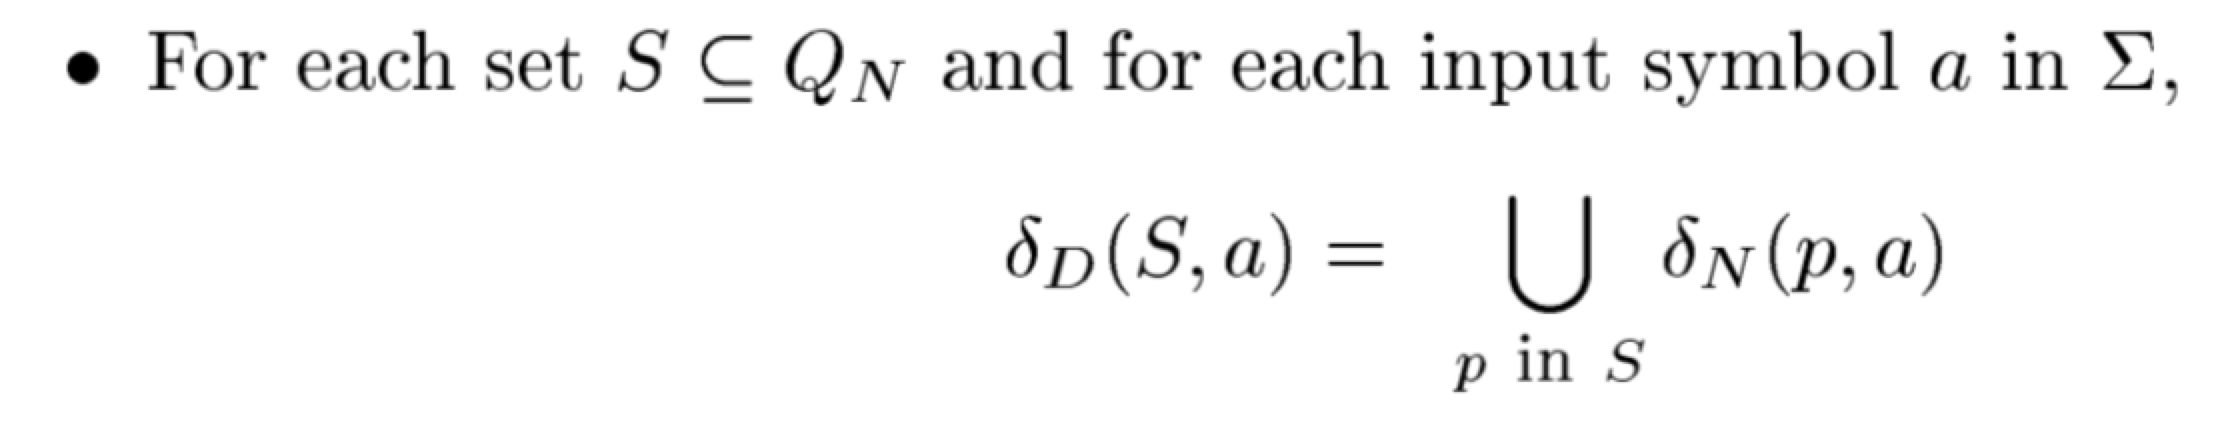 • For each set S ⊆ Q_N and for each input symbol a in Σ,
δ_D(S, a) = ⋃ δ_N(p, a)
p in S